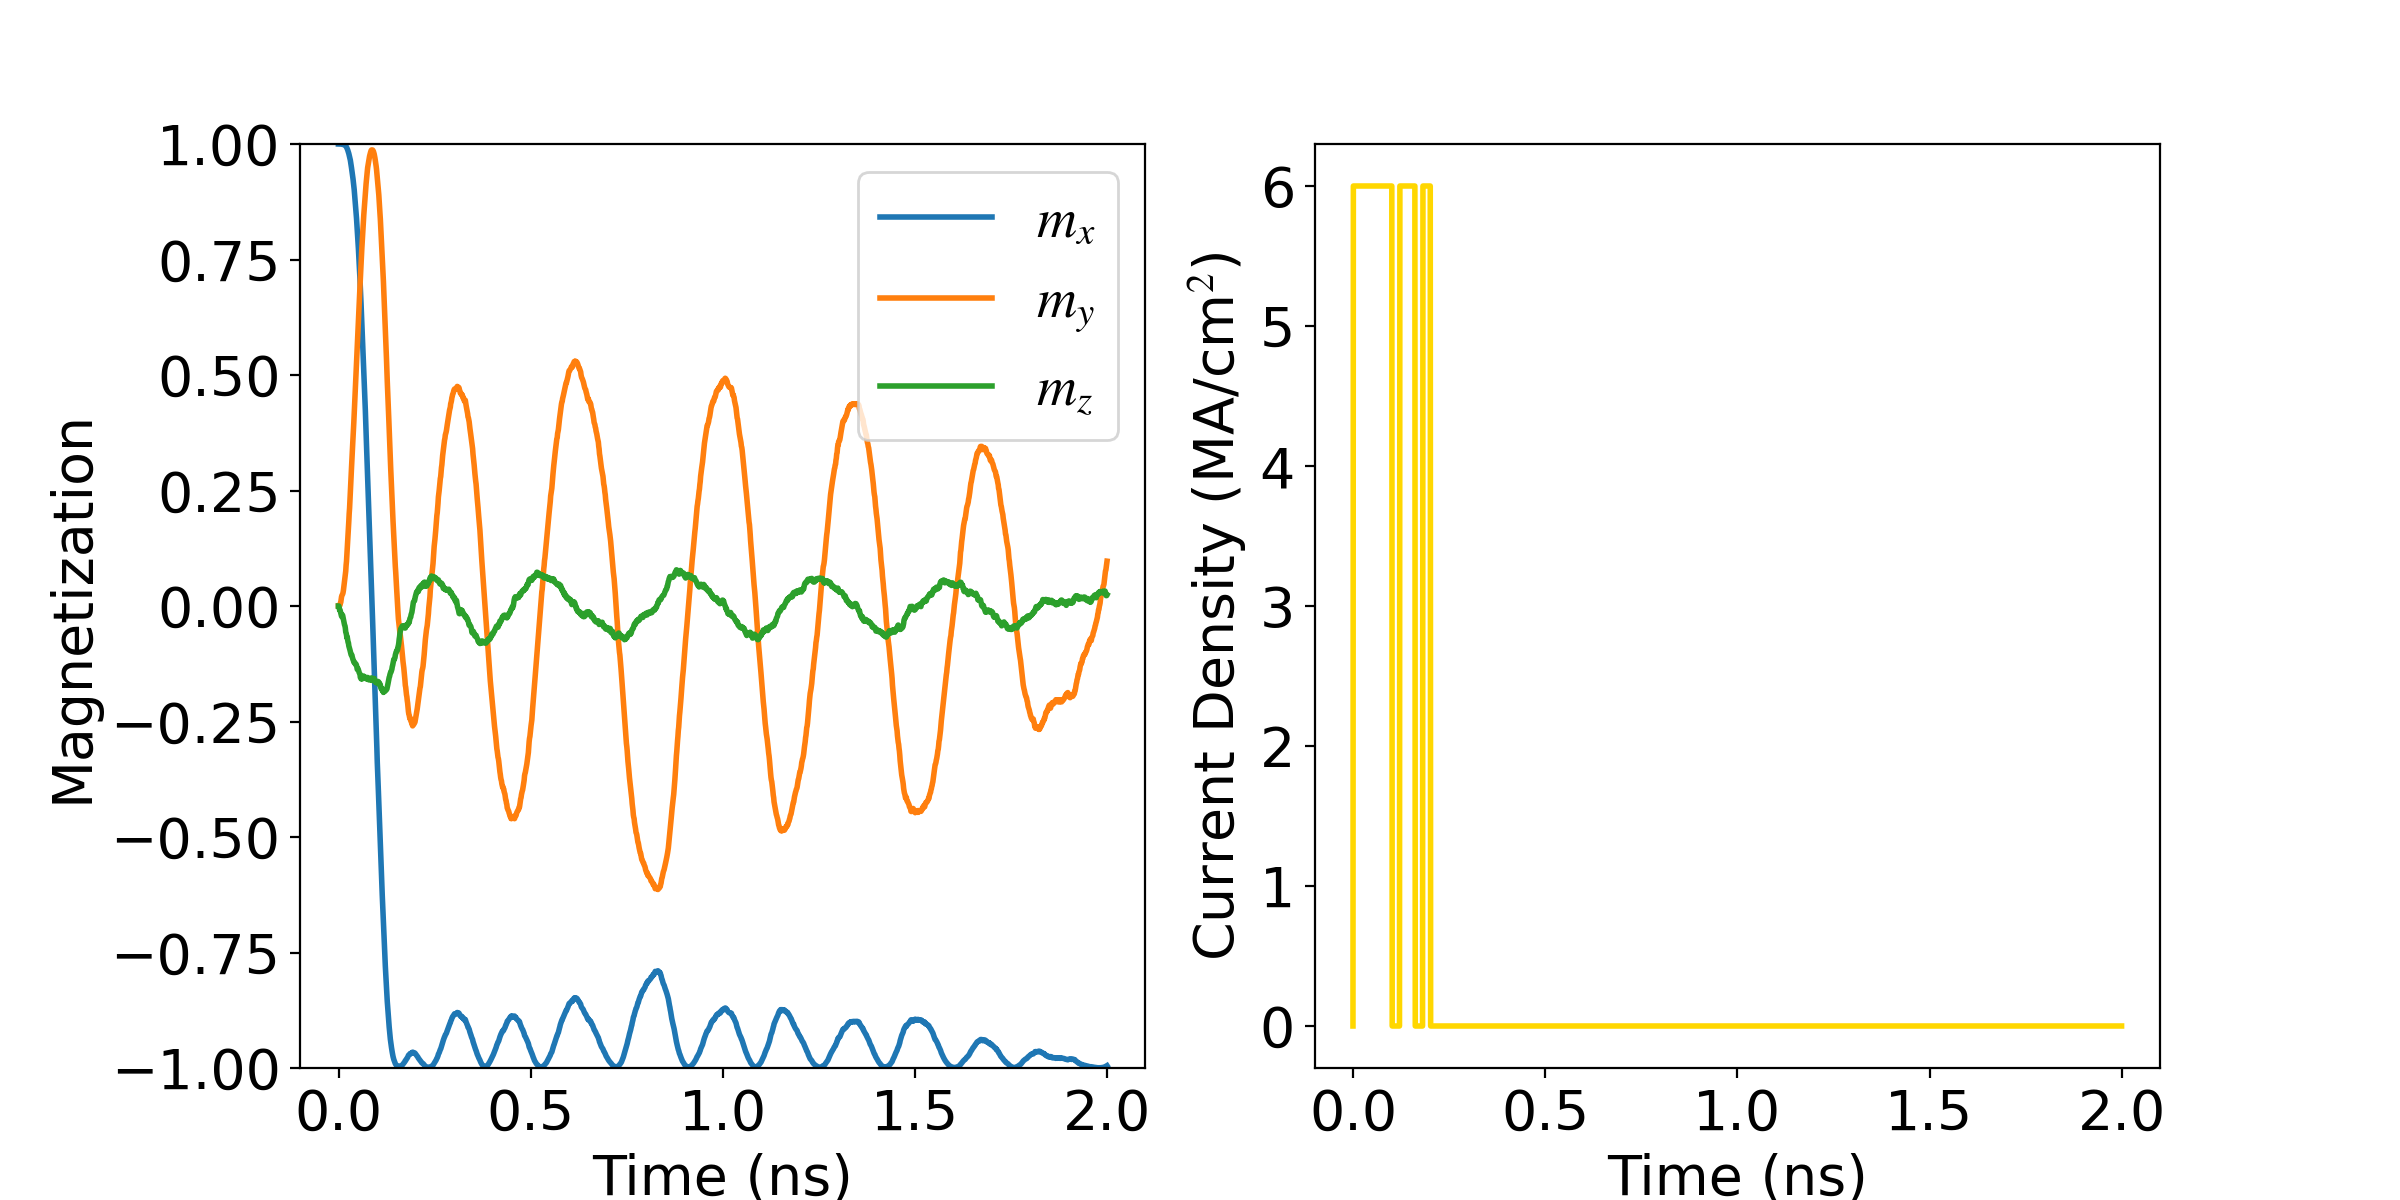 1.00
0.75
0.50
0.25
0.00
−0.25
−0.50
−0.75
−1.00
Magnetization
0.0 0.5 1.0 1.5 2.0
Time (ns)
m_x
m_y
m_z
6
5
4
3
2
1
0
Current Density (MA/cm²)
0.0 0.5 1.0 1.5 2.0
Time (ns)